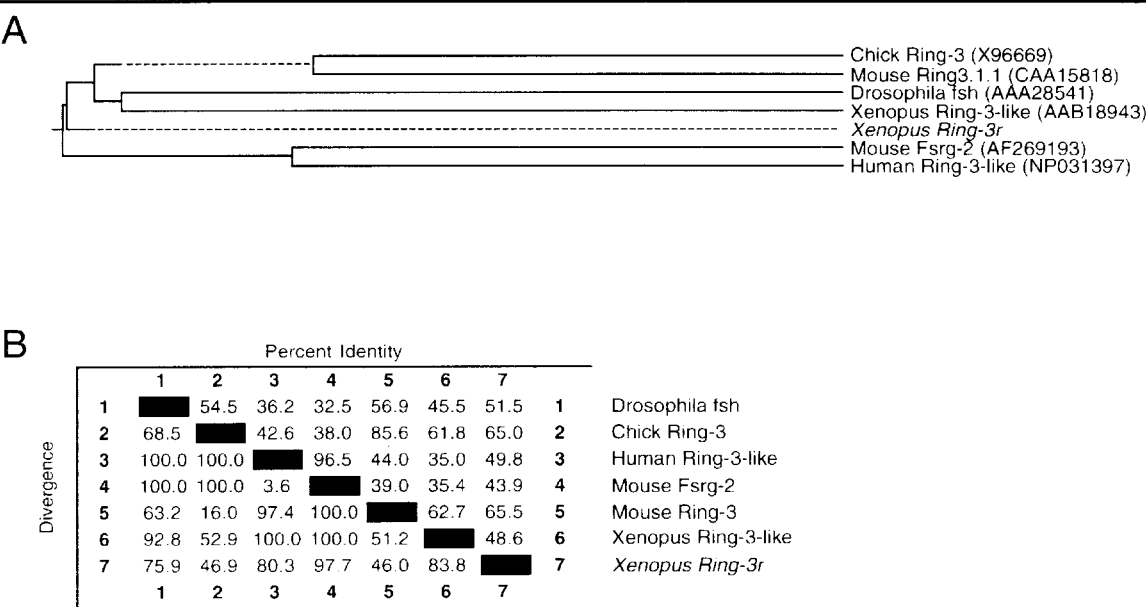 A
Chick Ring-3 (X96669)
Mouse Ring3.1.1 (CAA15818)
Drosophila fsh (AAA28541)
Xenopus Ring-3-like (AAB18943)
Xenopus Ring-3r
Mouse Fsrg-2 (AF269193)
Human Ring-3-like (NP031397)
B
Percent Identity
1 2 3 4 5 6 7
1 54.5 36.2 32.5 56.9 45.5 51.5 1 Drosophila fsh
2 68.5 42.6 38.0 85.6 61.8 65.0 2 Chick Ring-3
3 100.0 100.0 96.5 44.0 35.0 49.8 3 Human Ring-3-like
4 100.0 100.0 3.6 39.0 35.4 43.9 4 Mouse Fsrg-2
5 63.2 16.0 97.4 100.0 62.7 65.5 5 Mouse Ring-3
6 92.8 52.9 100.0 100.0 51.2 48.6 6 Xenopus Ring-3-like
7 75.9 46.9 80.3 97.7 46.0 83.8 7 Xenopus Ring-3r
1 2 3 4 5 6 7
Divergence